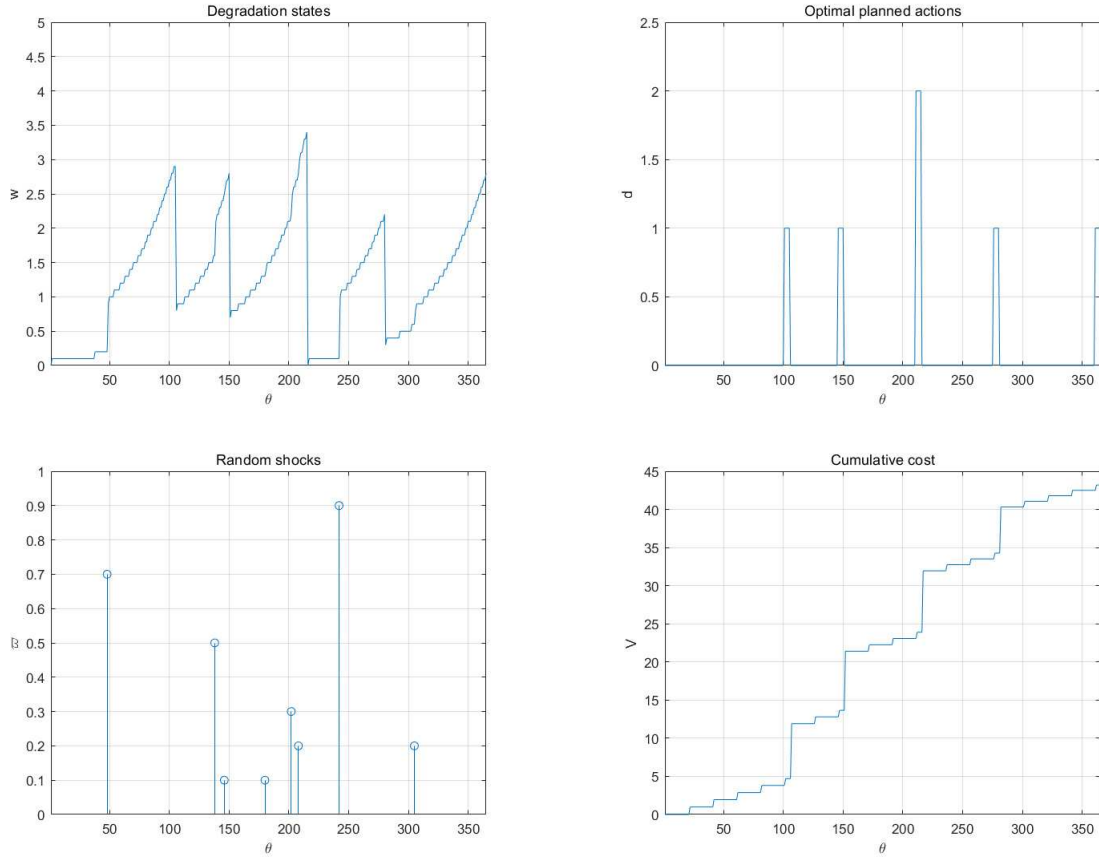 Degradation states
5
4.5
4
3.5
3
2.5
2
1.5
1
0.5
0
w
50 100 150 200 250 300 350
θ
Optimal planned actions
2.5
2
1.5
1
0.5
0
d
50 100 150 200 250 300 350
θ
Random shocks
1
0.9
0.8
0.7
0.6
0.5
0.4
0.3
0.2
0.1
0
ϖ
50 100 150 200 250 300 350
θ
Cumulative cost
45
40
35
30
25
20
15
10
5
0
V
50 100 150 200 250 300 350
θ